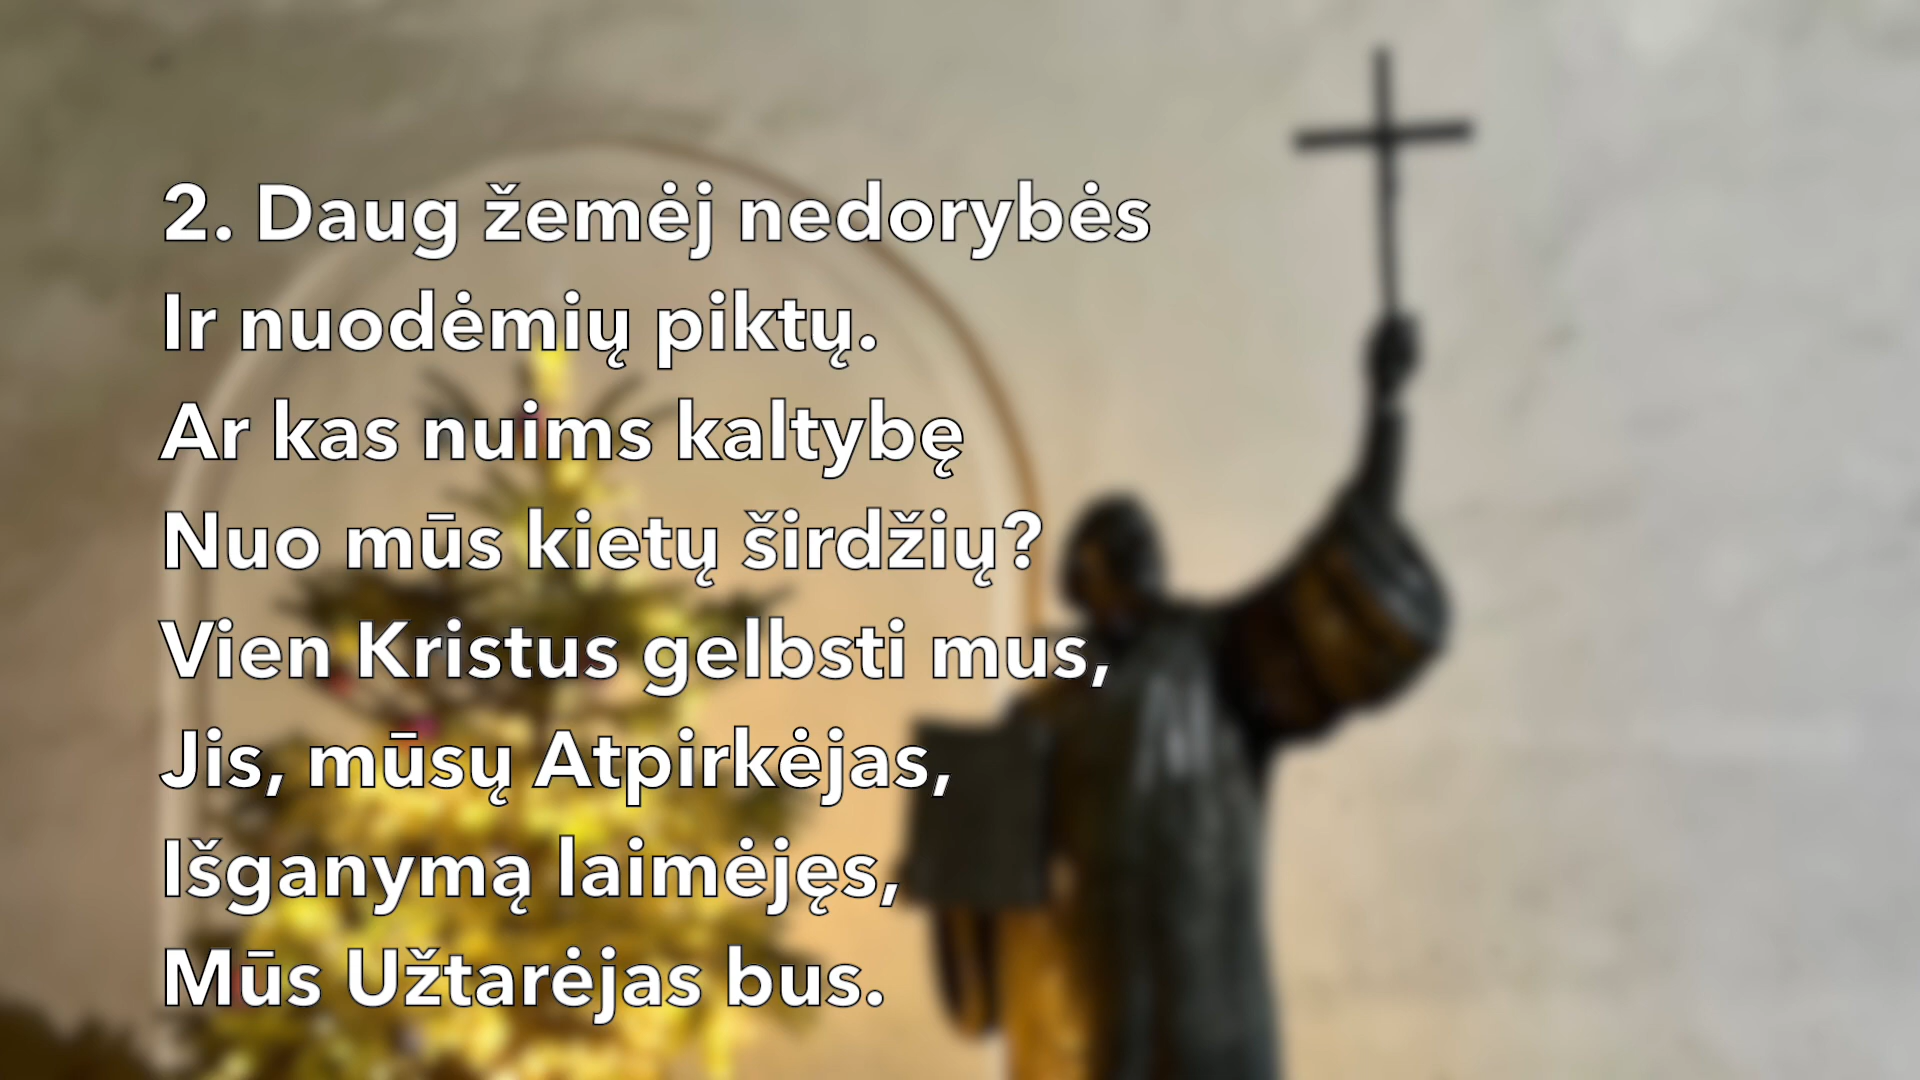 2. Daug žemėj nedorybės
Ir nuodėmių piktų.
Ar kas nuims kaltybę
Nuo mūs kietų širdžių?
Vien Kristus gelbsti mus,
Jis, mūsų Atpirkėjas,
Išganymą laimėjęs,
Mūs Užtarėjas bus.